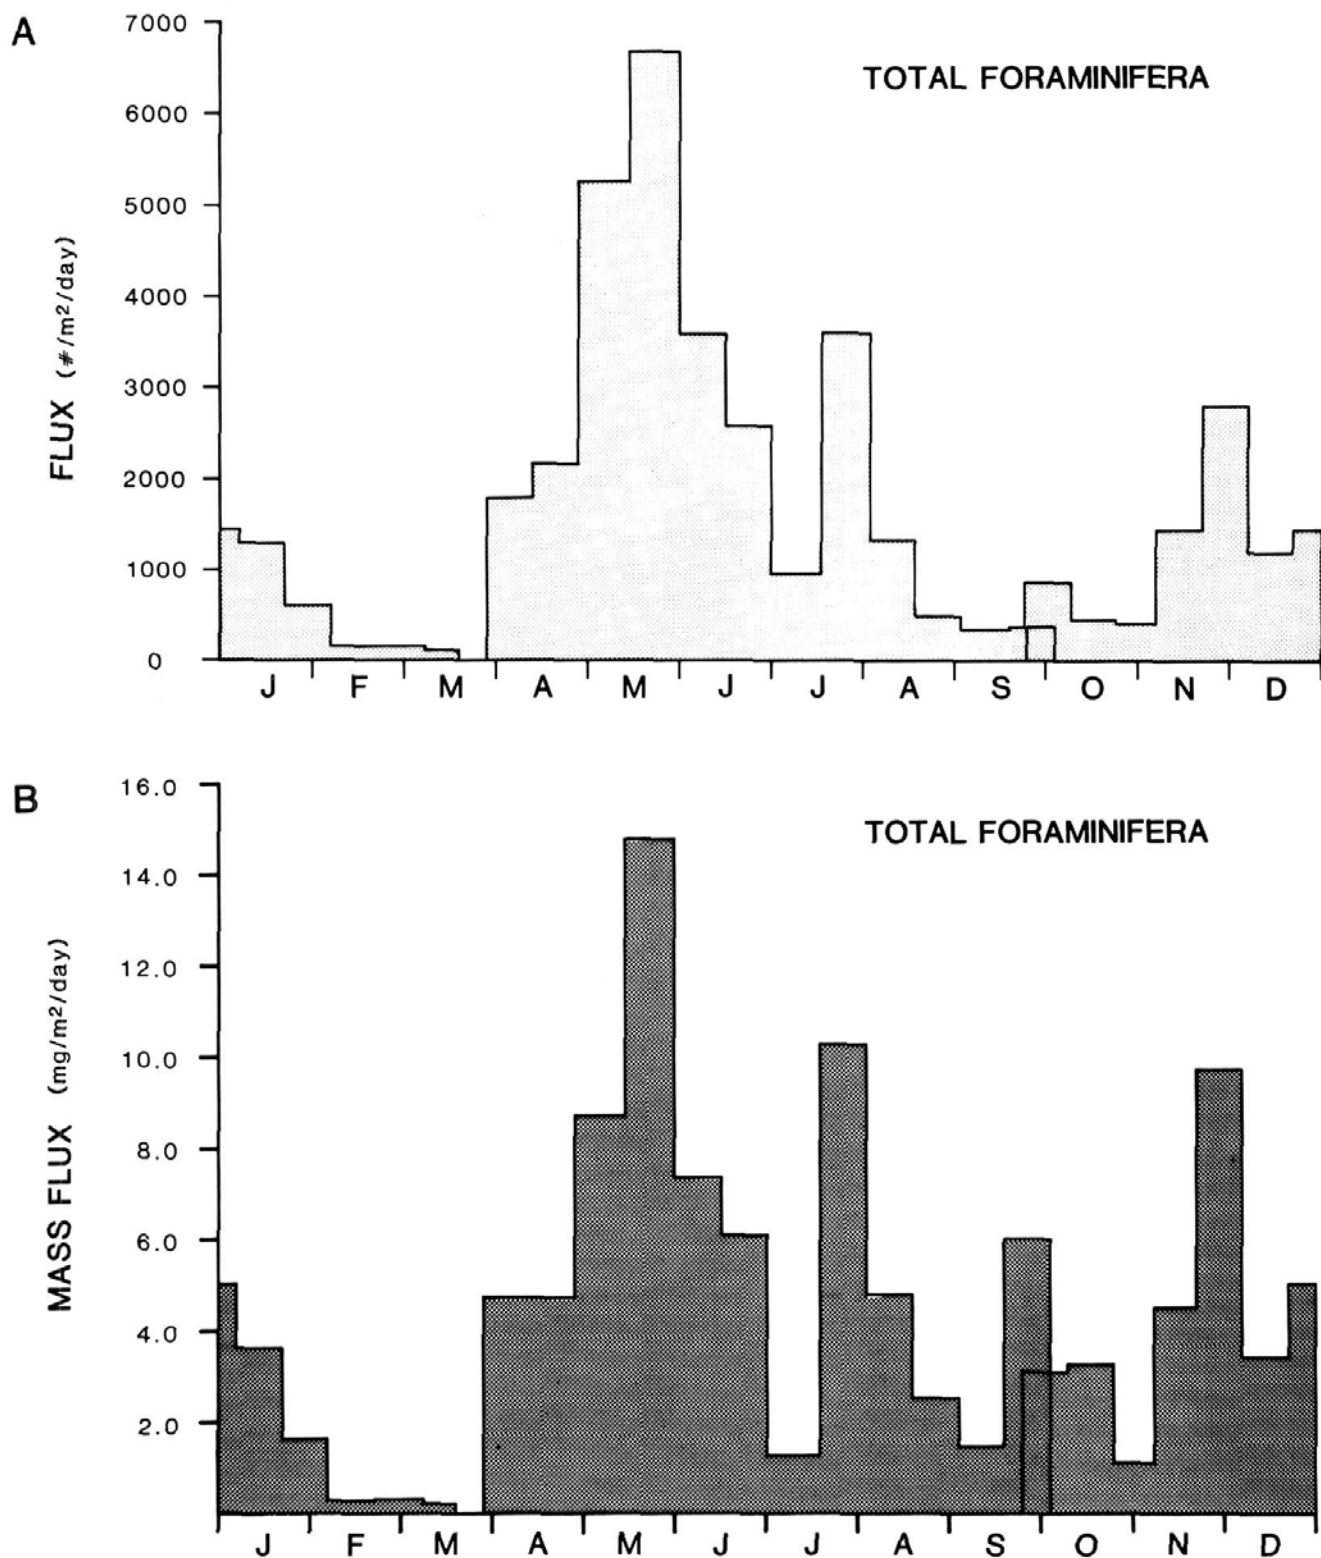 A
TOTAL FORAMINIFERA
7000
6000
5000
4000
3000
2000
1000
0
FLUX (#/m²/day)
J F M A M J J A S O N D
B
TOTAL FORAMINIFERA
16.0
14.0
12.0
10.0
8.0
6.0
4.0
2.0
MASS FLUX (mg/m²/day)
J F M A M J J A S O N D